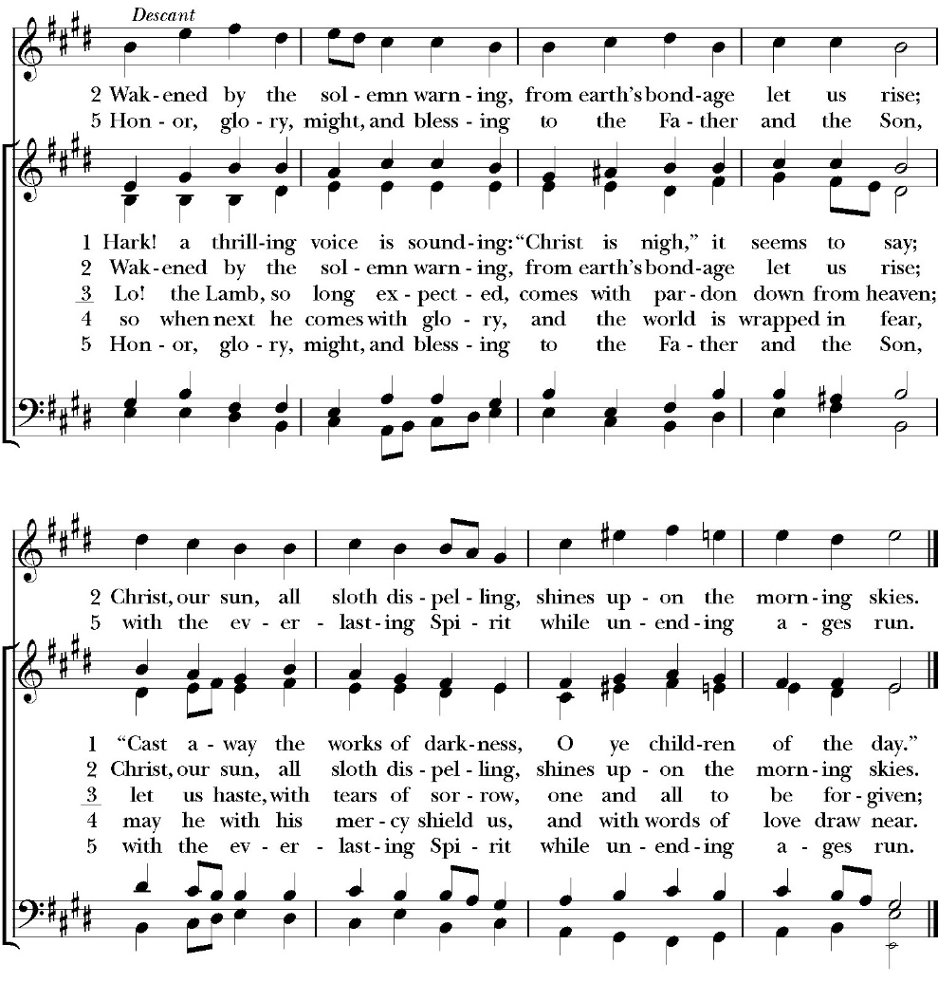 Descant
2 Wak-ened by the sol-emn warn-ing, from earth's bond-age let us rise;
5 Hon-or, glo-ry, might, and bless-ing to the Fa-ther and the Son,
1 Hark! a thrill-ing voice is sound-ing: “Christ is nigh,” it seems to say;
2 Wak-ened by the sol-emn warn-ing, from earth's bond-age let us rise;
3 Lo! the Lamb, so long ex-pect-ed, comes with par-don down from heaven;
4 so when next he comes with glo-ry, and the world is wrapped in fear,
5 Hon-or, glo-ry, might, and bless-ing to the Fa-ther and the Son,
2 Christ, our sun, all sloth dis-pel-ling, shines up-on the morn-ing skies.
5 with the ev-er-last-ing Spi-rit while un-end-ing a-ges run.
1 “Cast a-way the works of dark-ness, O ye child-ren of the day.”
2 Christ, our sun, all sloth dis-pel-ling, shines up-on the morn-ing skies.
3 let us haste, with tears of sor-row, one and all to be for-given;
4 may he with his mer-cy shield us, and with words of love draw near.
5 with the ev-er-last-ing Spi-rit while un-end-ing a-ges run.